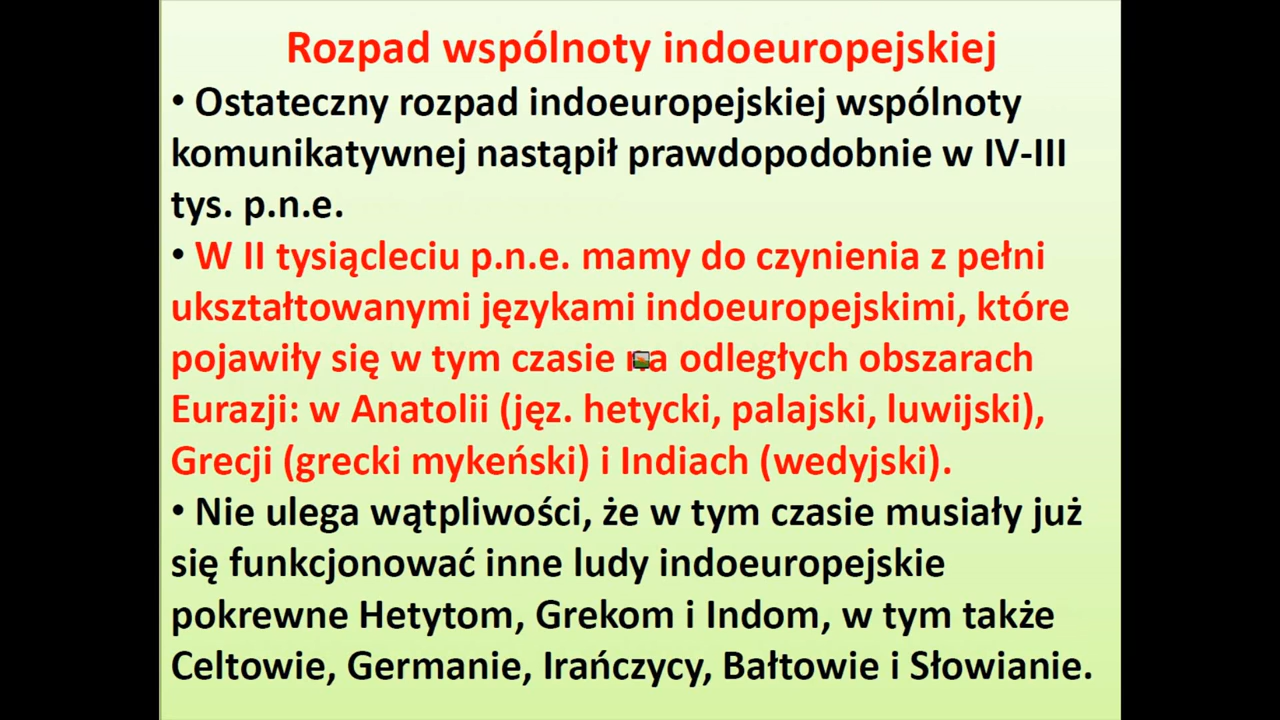 Rozpad wspólnoty indoeuropejskiej
• Ostateczny rozpad indoeuropejskiej wspólnoty
komunikatywnej nastąpił prawdopodobnie w IV-III
tys. p.n.e.
• W II tysiącleciu p.n.e. mamy do czynienia z pełni
ukształtowanymi językami indoeuropejskimi, które
pojawiły się w tym czasie na odległych obszarach
Eurazji: w Anatolii (jęz. hetycki, palajski, luwijski),
Grecji (grecki mykeński) i Indiach (wedyjski).
• Nie ulega wątpliwości, że w tym czasie musiały już
się funkcjonować inne ludy indoeuropejskie
pokrewne Hetytom, Grekom i Indom, w tym także
Celtowie, Germanie, Irańczycy, Bałtowie i Słowianie.